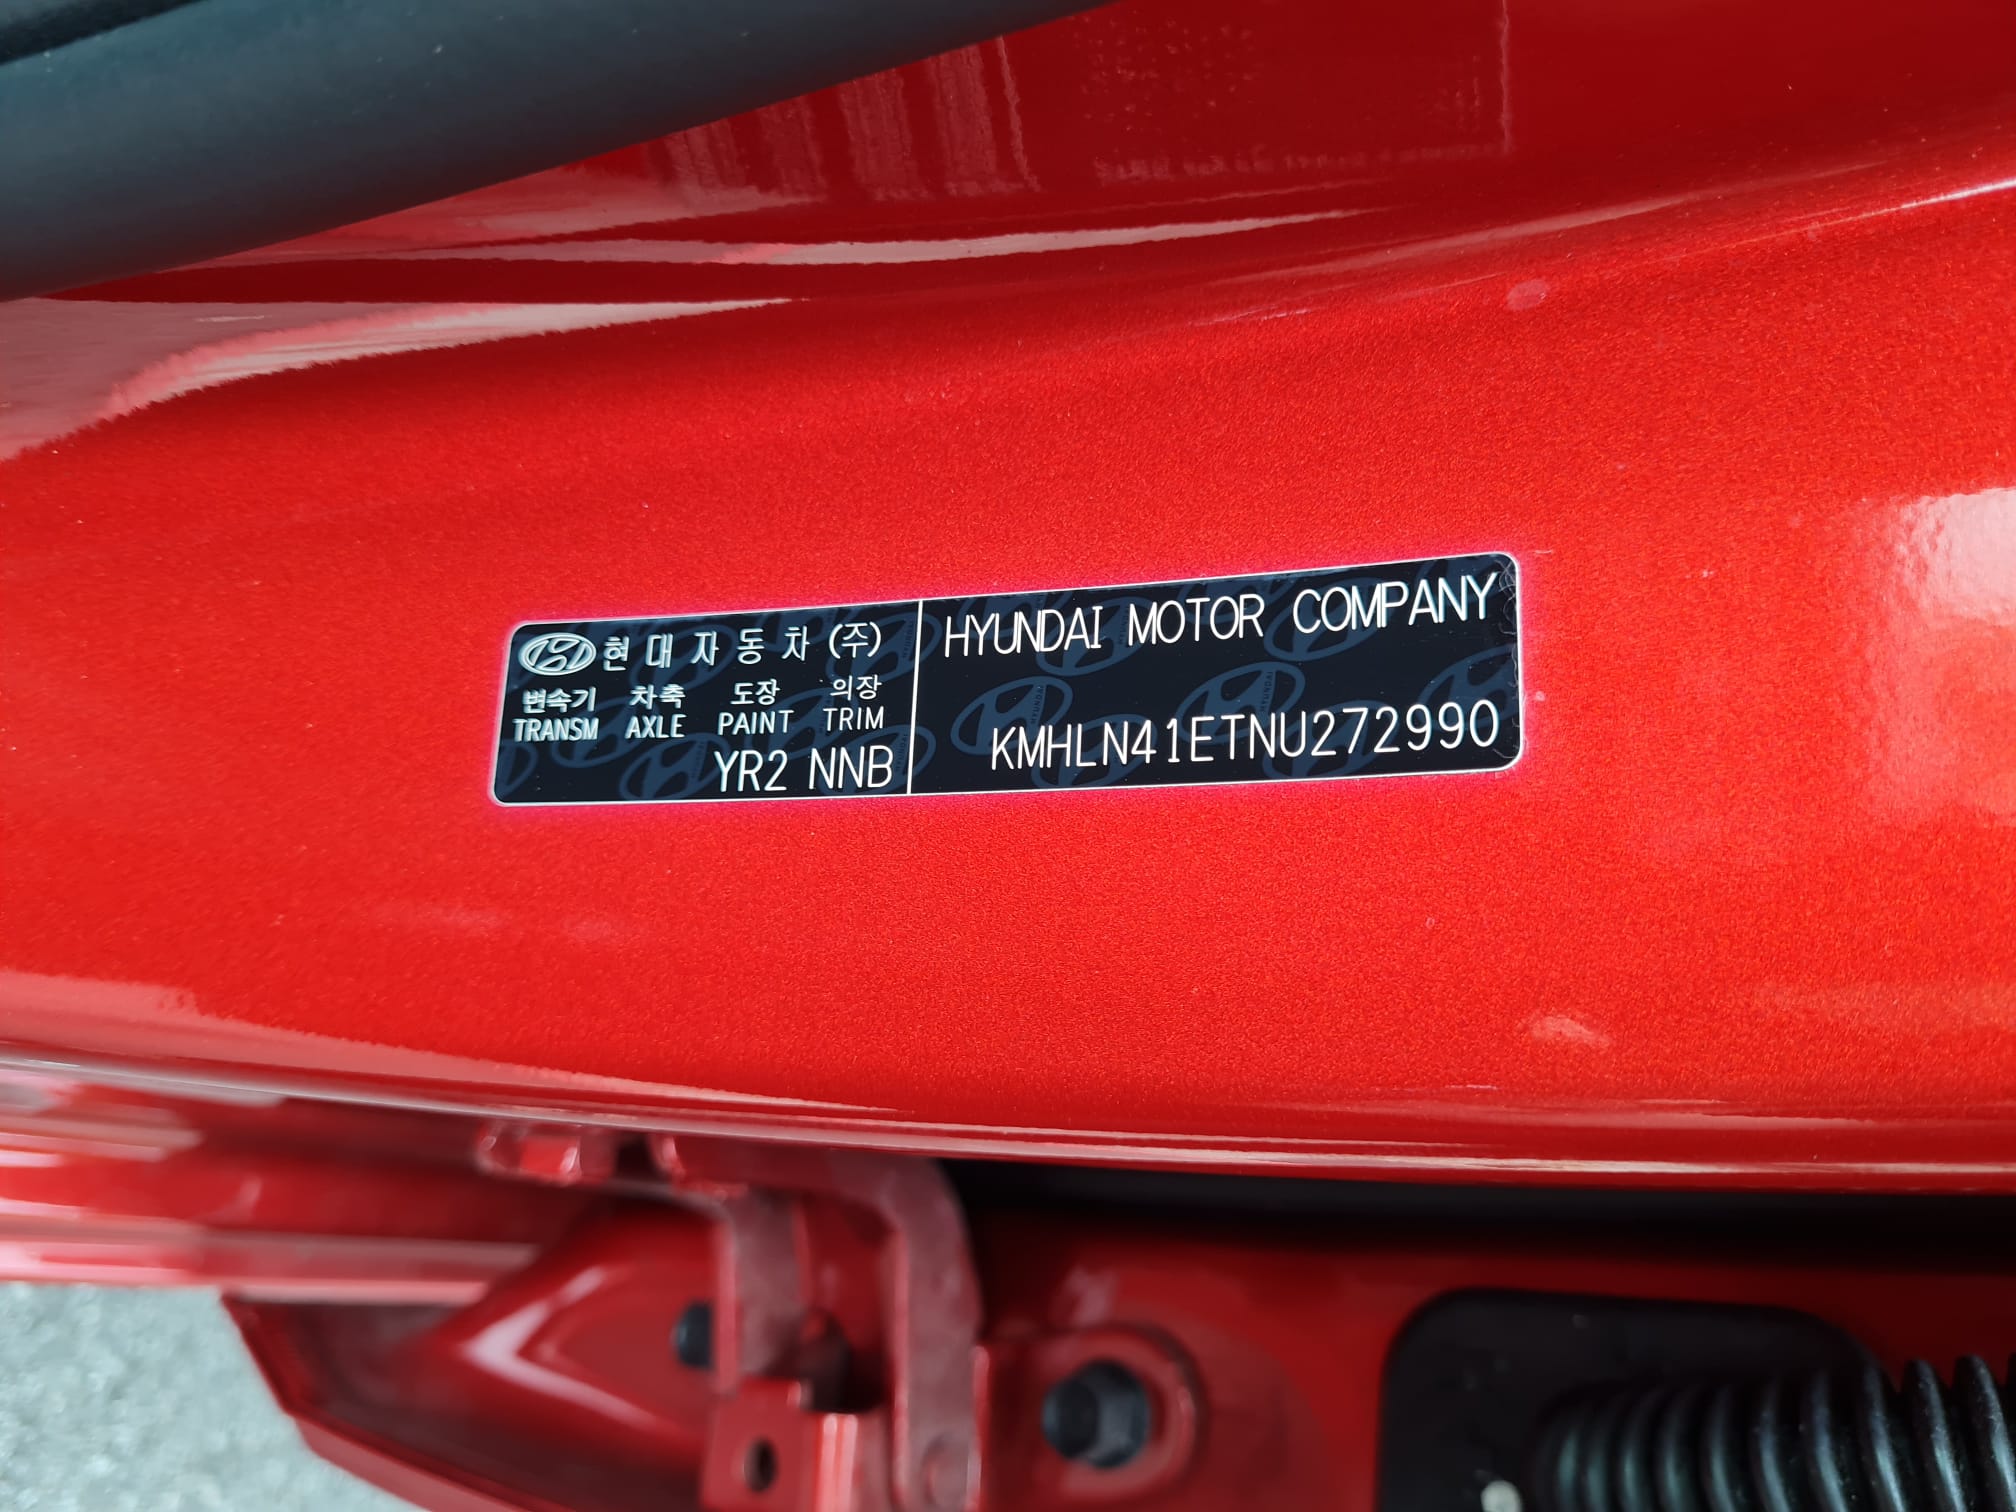 현대자동차(주)
변속기 차축 도장 의장
TRANSM AXLE PAINT TRIM
YR2 NNB
HYUNDAI MOTOR COMPANY
KMHLN41ETNU272990